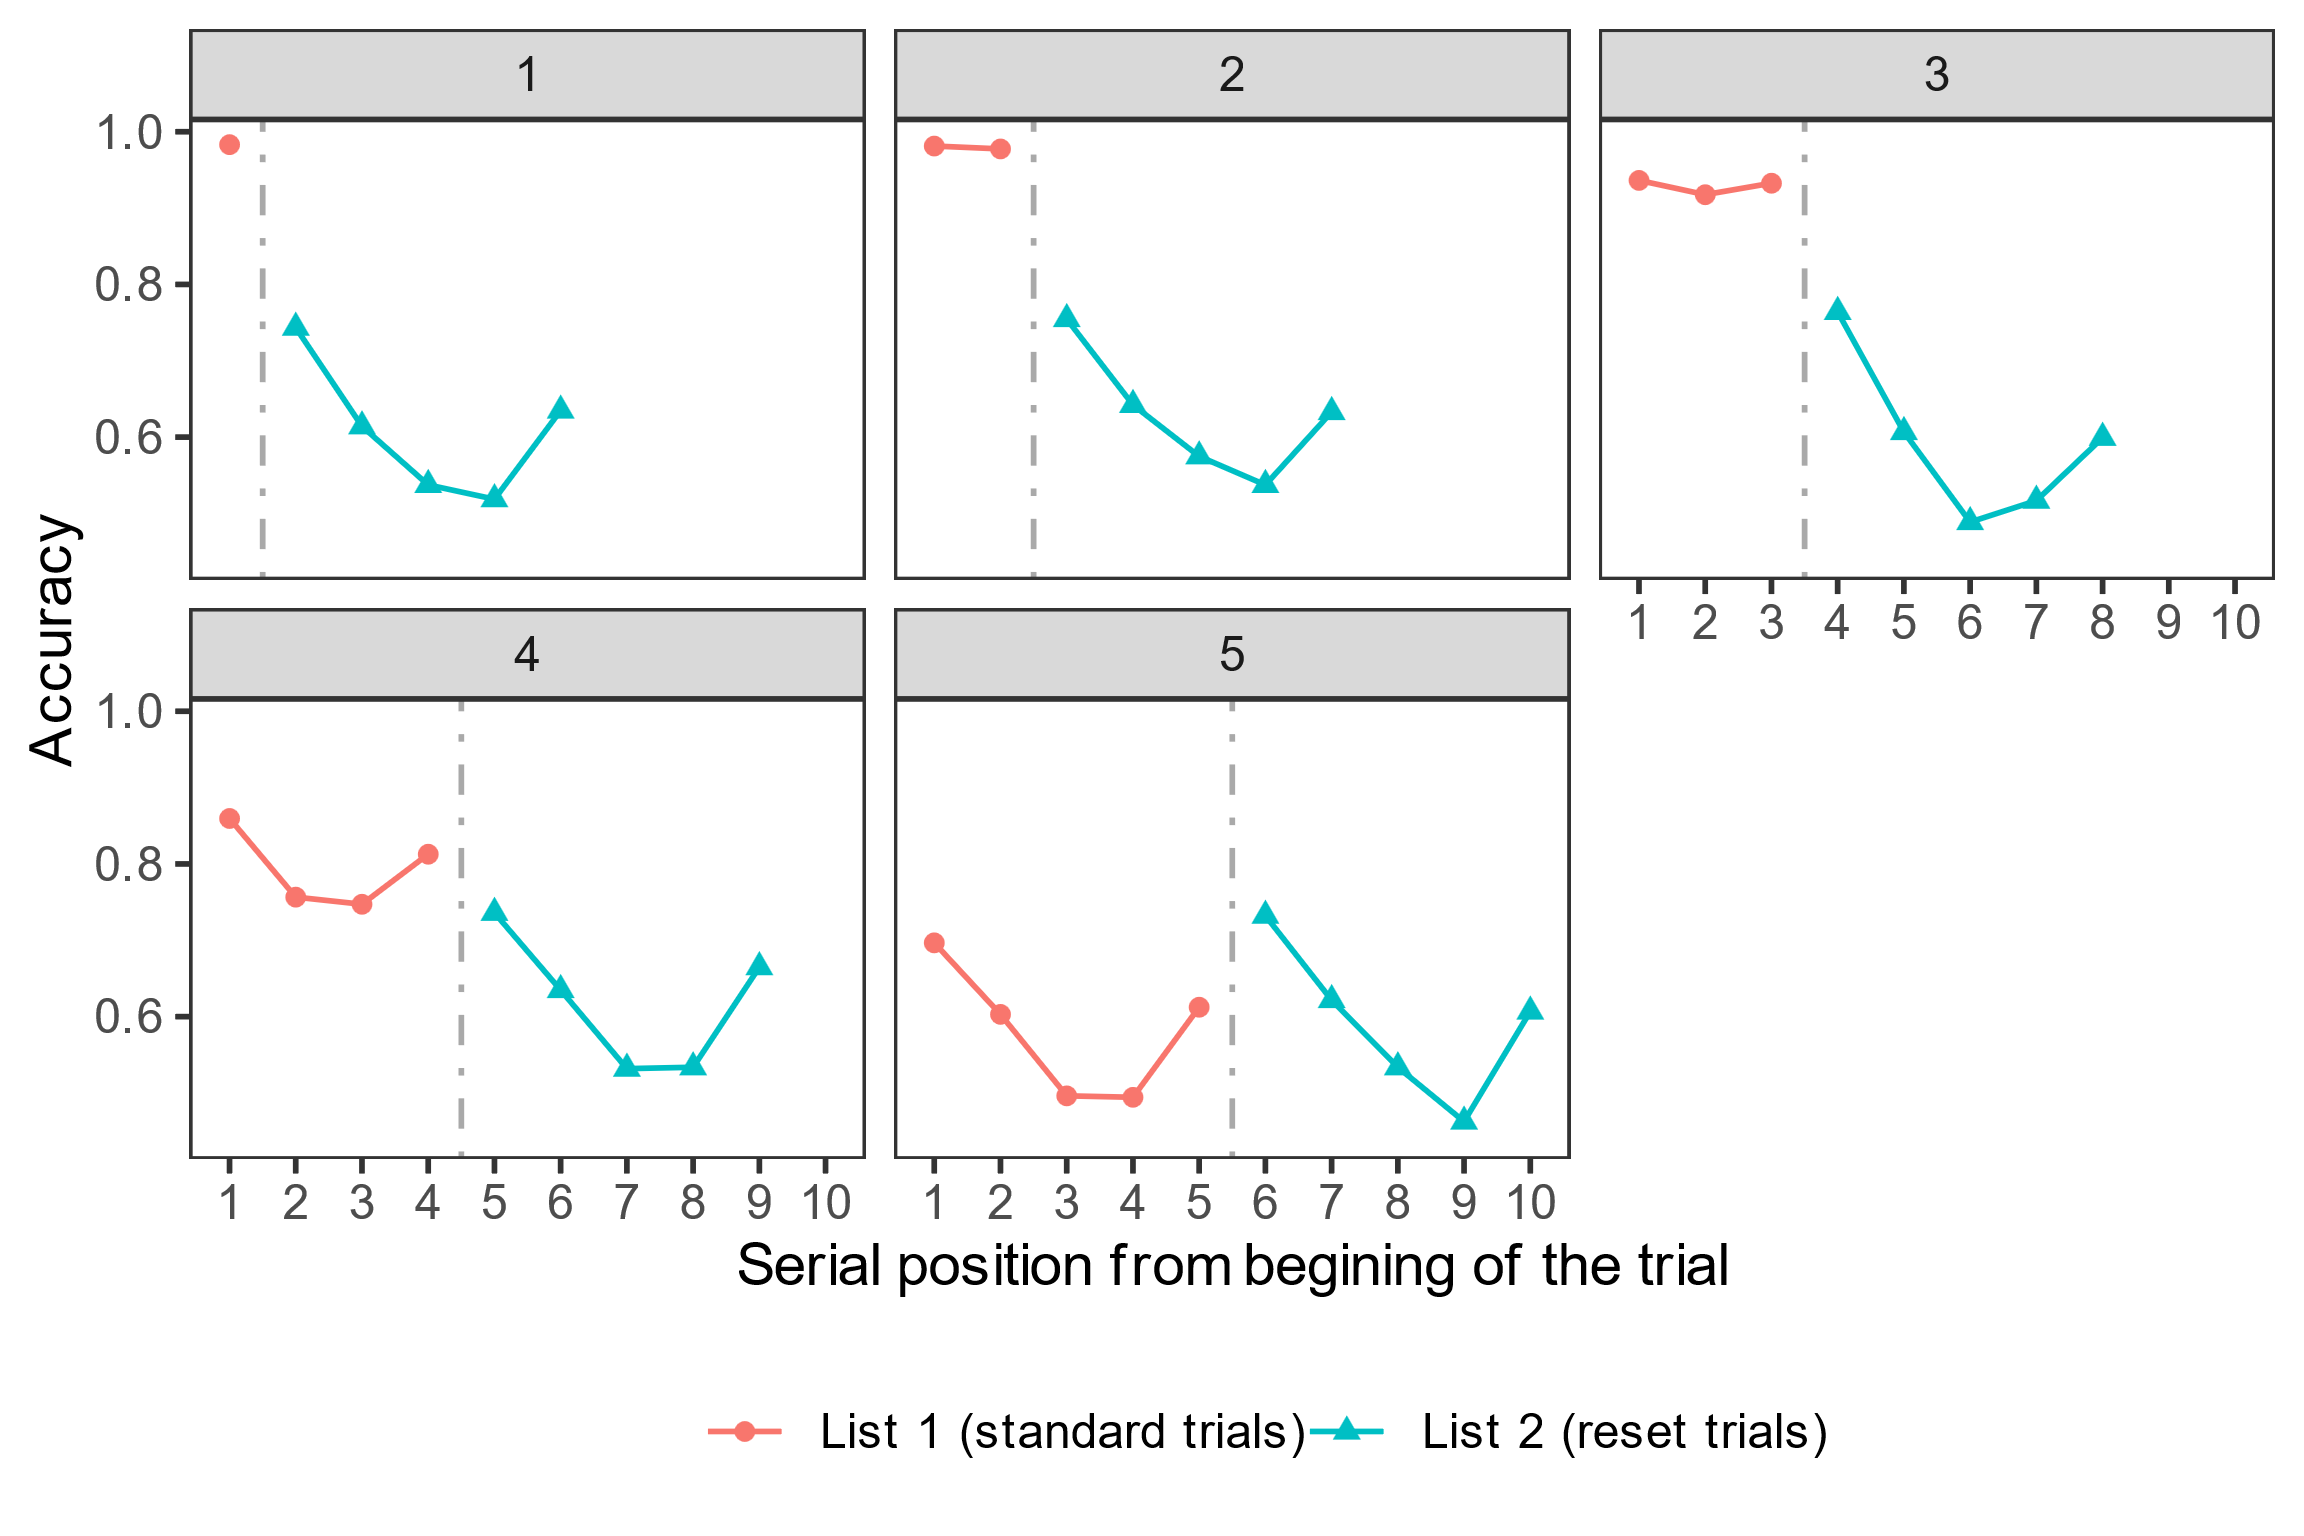 1
2
3
1.0
0.8
0.6
1 2 3 4 5 6 7 8 9 10
4
5
1.0
0.8
0.6
1 2 3 4 5 6 7 8 9 10
1 2 3 4 5 6 7 8 9 10
Accuracy
Serial position from begining of the trial
List 1 (standard trials)
List 2 (reset trials)